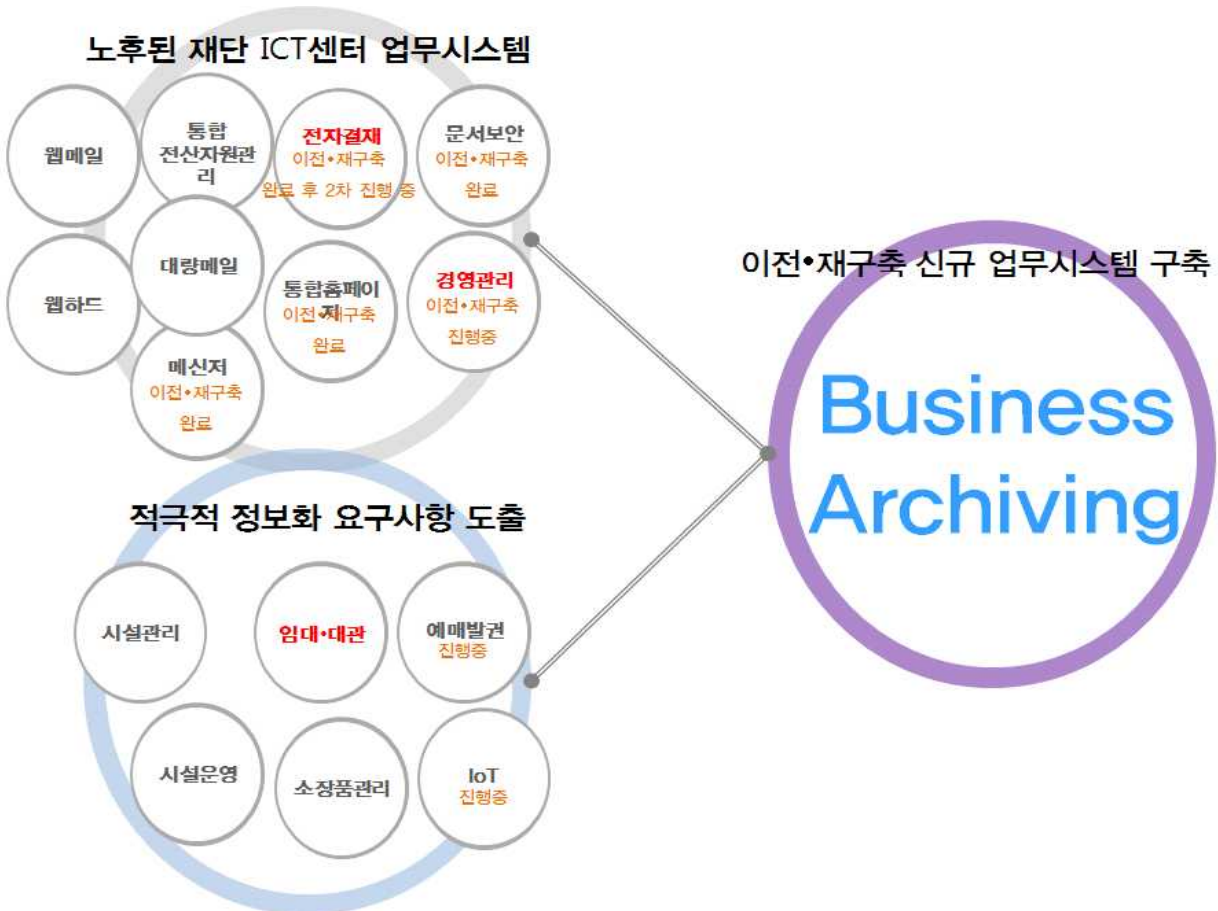 노후된 재단 ICT센터 업무시스템
웹메일
통합
전산자원관
리
전자결재
이전•재구축
완료 후 2차 진행 중
문서보안
이전•재구축
완료
웹하드
대량메일
통합홈페이
지
이전•재구축
완료
경영관리
이전•재구축
진행중
메신저
이전•재구축
완료
이전•재구축 신규 업무시스템 구축
Business
Archiving
적극적 정보화 요구사항 도출
시설관리
임대•대관
예매발권
진행중
시설운영
소장품관리
IoT
진행중